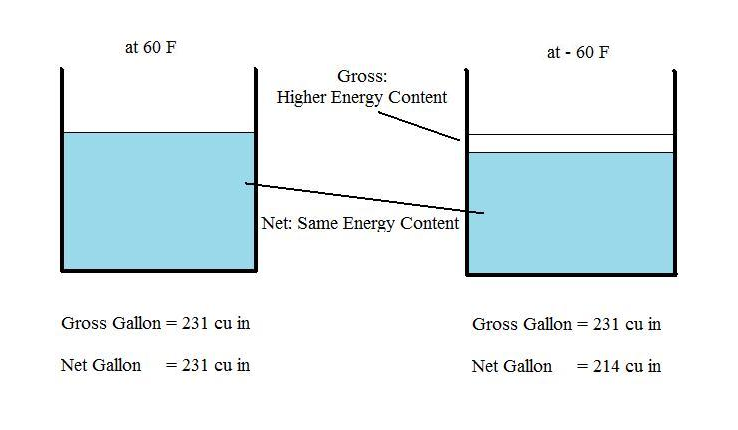 at 60 F
at - 60 F
Gross:
Higher Energy Content
Net: Same Energy Content
Gross Gallon = 231 cu in
Net Gallon = 231 cu in
Gross Gallon = 231 cu in
Net Gallon = 214 cu in